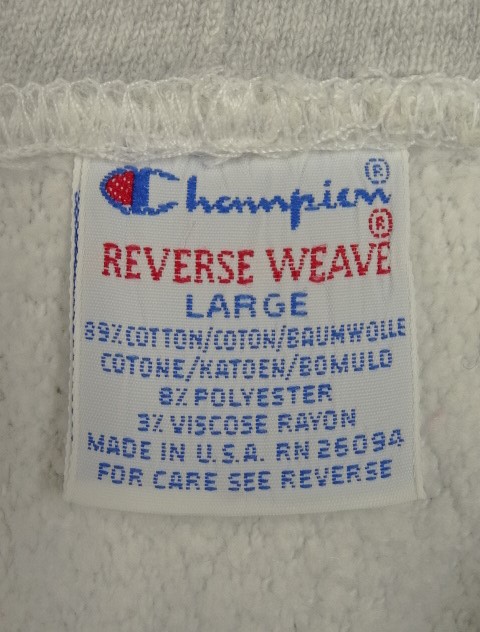 Champion®
®
REVERSE WEAVE
LARGE
89% COTTON/COTON/BAUMWOLLE
COTONE/KATOEN/BOMULD
8% POLYESTER
3% VISCOSE RAYON
MADE IN U.S.A. RN 26094
FOR CARE SEE REVERSE